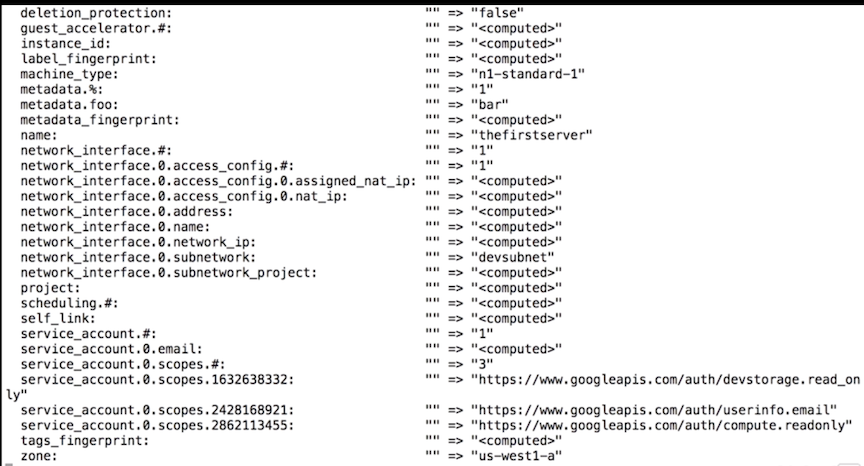 deletion_protection: "" => "false"
guest_accelerator.#: "" => "<computed>"
instance_id: "" => "<computed>"
label_fingerprint: "" => "<computed>"
machine_type: "" => "n1-standard-1"
metadata.%: "" => "1"
metadata.foo: "" => "bar"
metadata_fingerprint: "" => "<computed>"
name: "" => "thefirstserver"
network_interface.#: "" => "1"
network_interface.0.access_config.#: "" => "1"
network_interface.0.access_config.0.assigned_nat_ip: "" => "<computed>"
network_interface.0.access_config.0.nat_ip: "" => "<computed>"
network_interface.0.address: "" => "<computed>"
network_interface.0.name: "" => "<computed>"
network_interface.0.network_ip: "" => "<computed>"
network_interface.0.subnetwork: "" => "devsubnet"
network_interface.0.subnetwork_project: "" => "<computed>"
project: "" => "<computed>"
scheduling.#: "" => "<computed>"
self_link: "" => "<computed>"
service_account.#: "" => "1"
service_account.0.email: "" => "<computed>"
service_account.0.scopes.#: "" => "3"
service_account.0.scopes.1632638332: "" => "https://www.googleapis.com/auth/devstorage.read_on
ly"
service_account.0.scopes.2428168921: "" => "https://www.googleapis.com/auth/userinfo.email"
service_account.0.scopes.2862113455: "" => "https://www.googleapis.com/auth/compute.readonly"
tags_fingerprint: "" => "<computed>"
zone: "" => "us-west1-a"